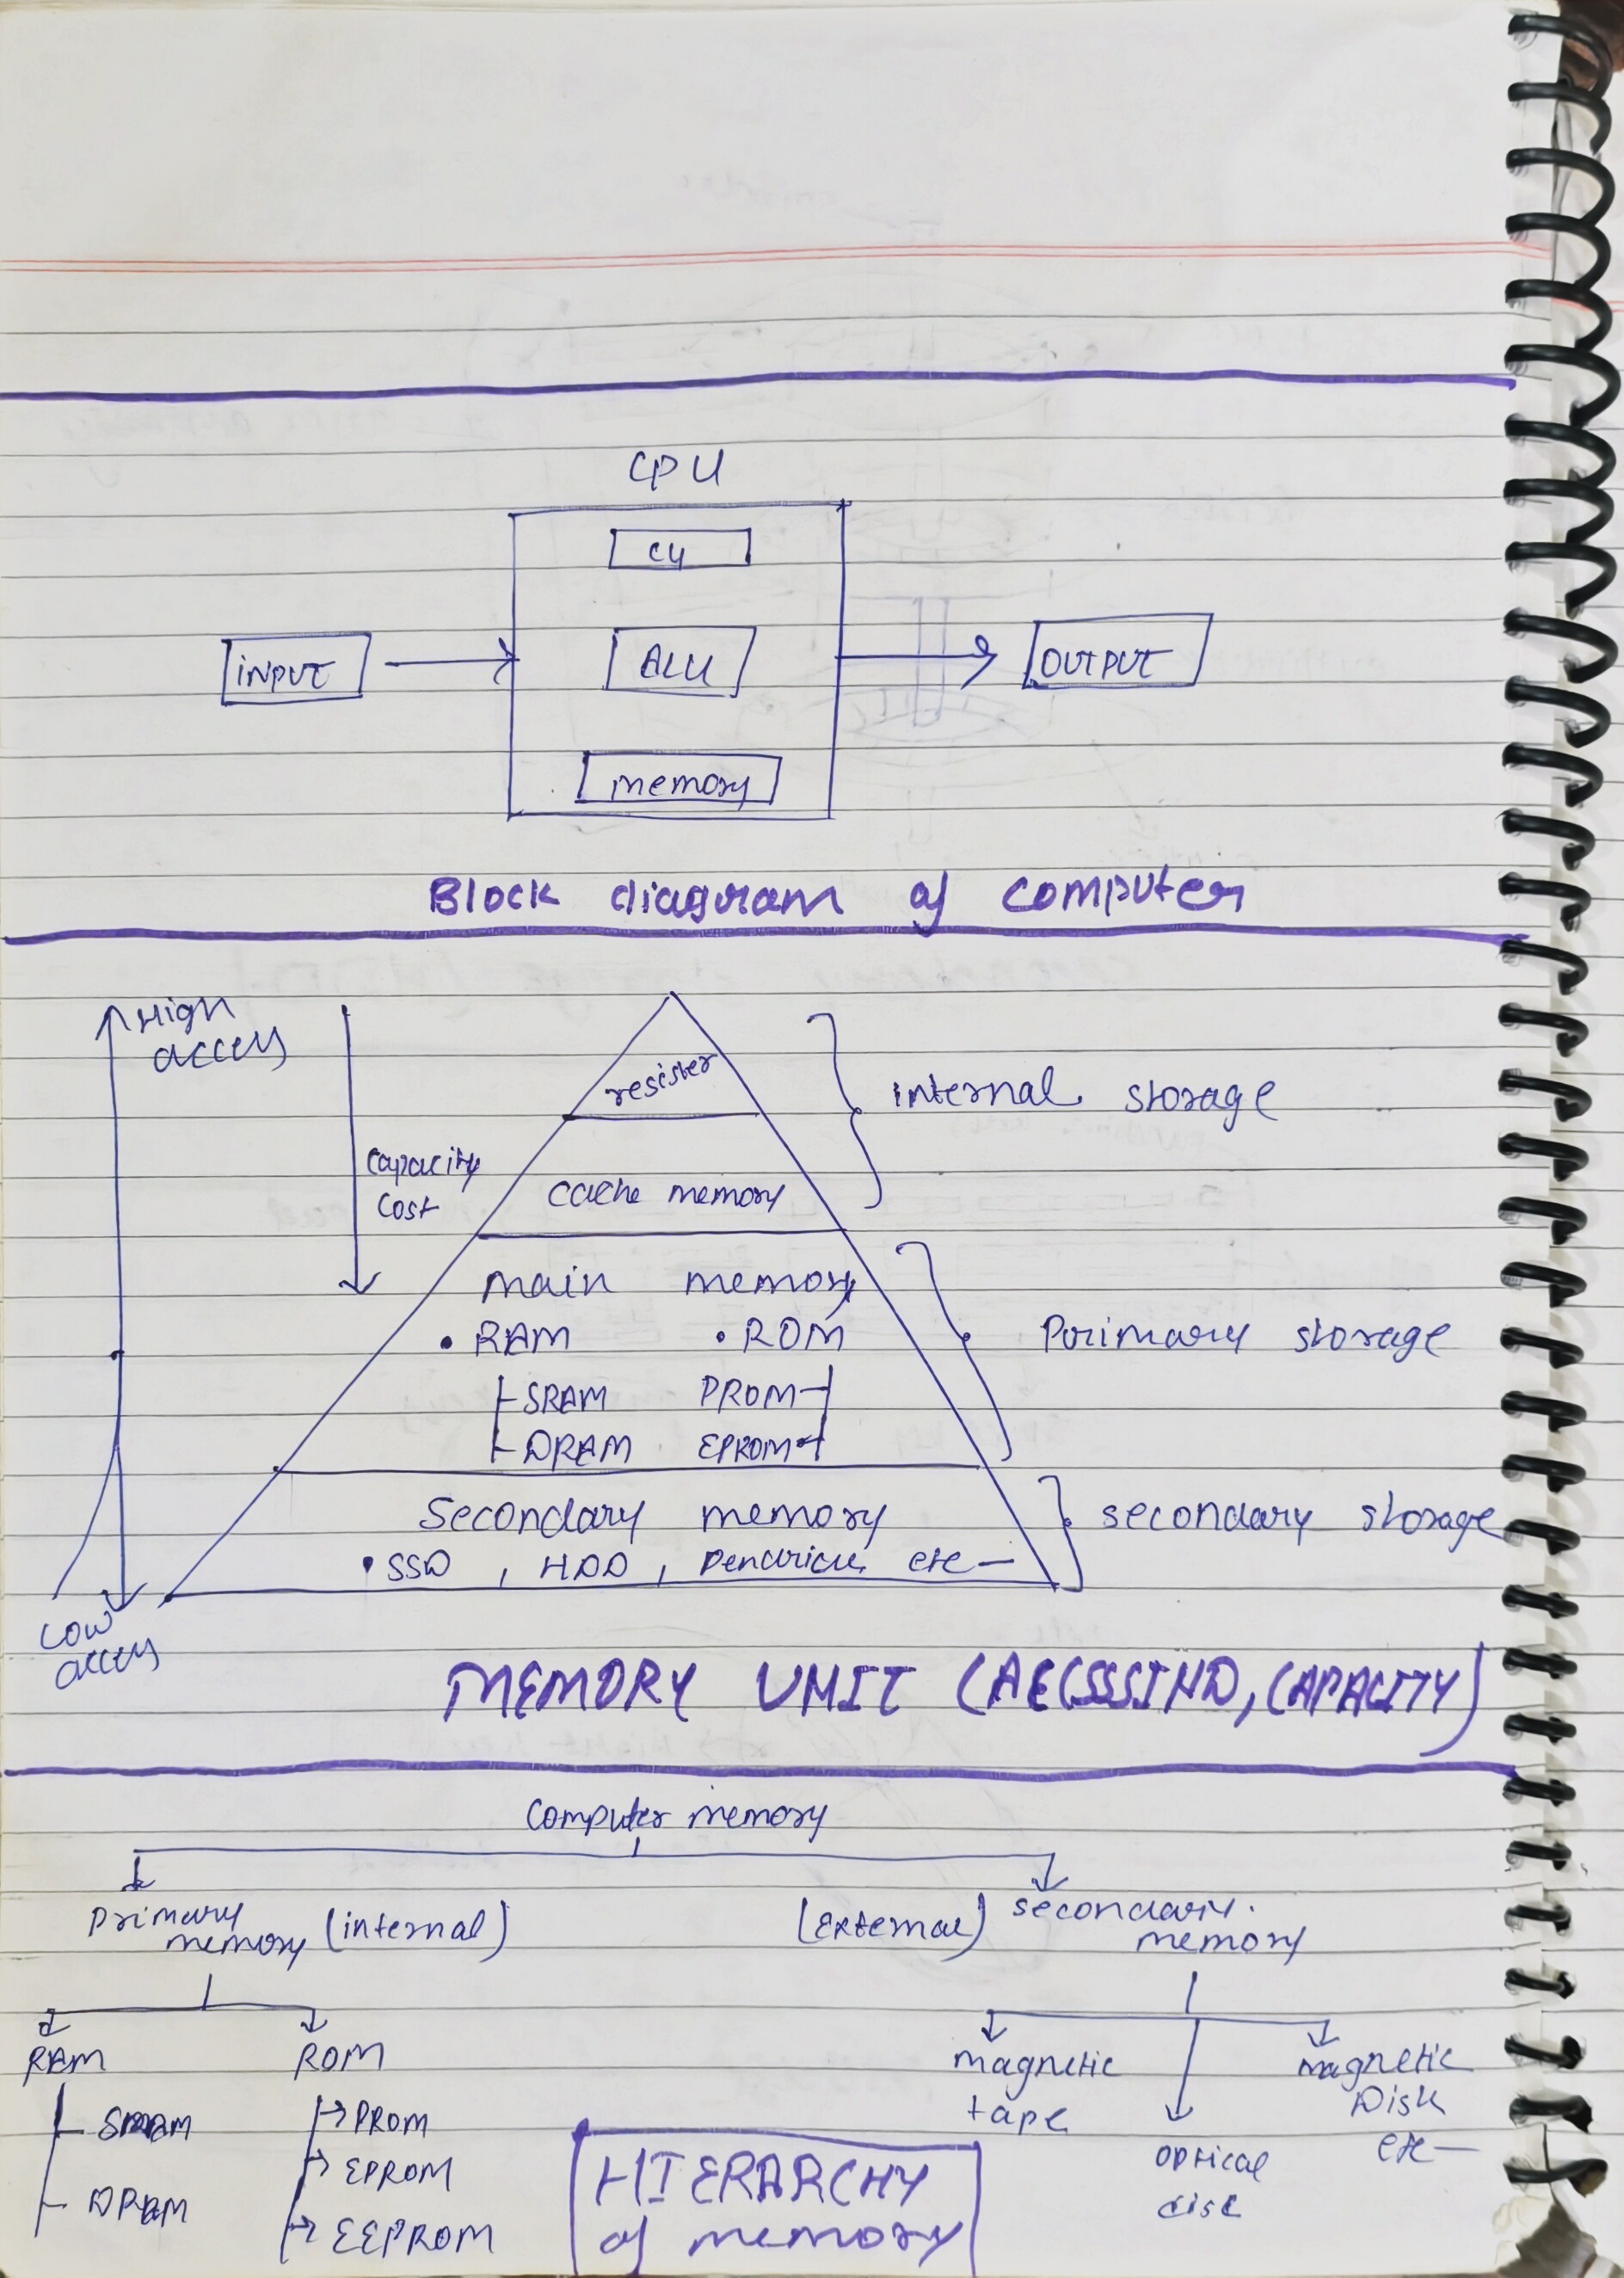 CPU
CU
INPUT
ALU
OUTPUT
memory
Block diagram of computer
High
access
resister
internal storage
capacity
cost
cache memory
main memory
• RAM • ROM
Primary storage
SRAM PROM
DRAM EPROM
Secondary memory
secondary storage
• SSD , HDD , Pendrive, etc
Low
access
MEMORY UNIT (AECSSSIND, CAPACITY)
Computer memory
Primary
memory (internal)
(External) secondary
memory
RAM
ROM
magnetic
tape
magnetic
Disk
etc
SRAM
PROM
optical
disk
EPROM
DRAM
EEPROM
HIERARCHY
of memory